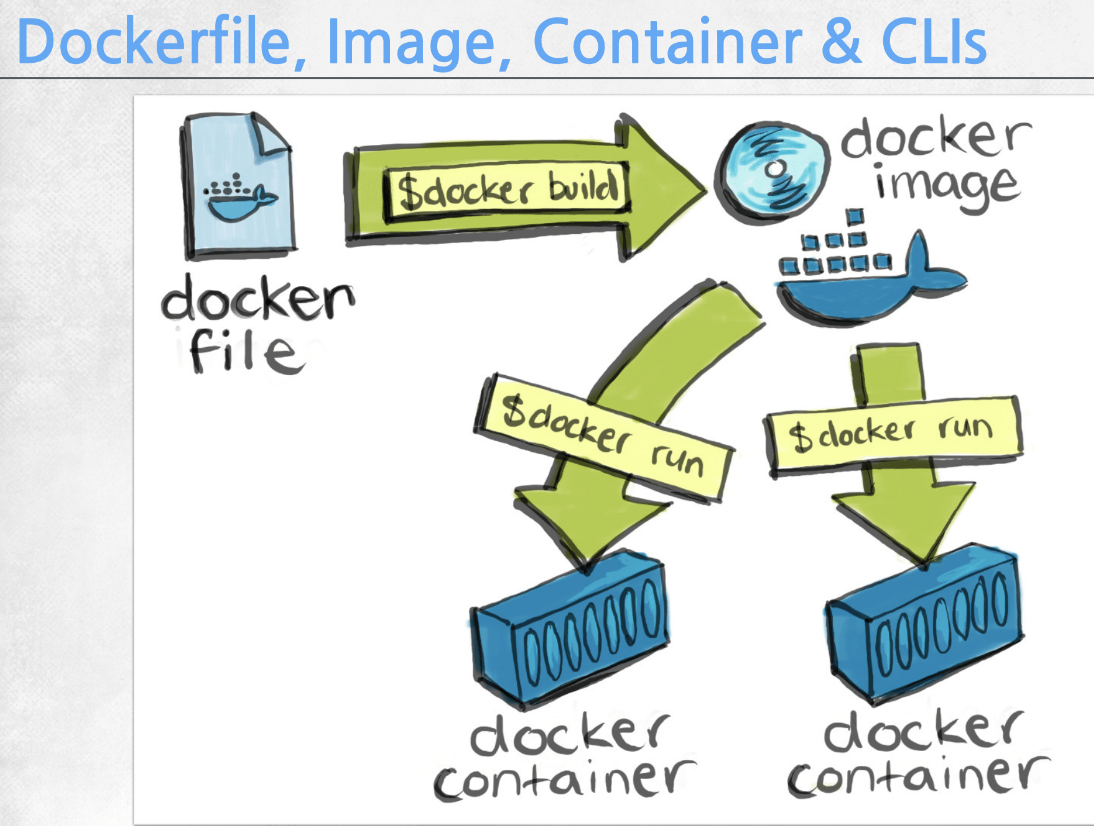 Dockerfile, Image, Container & CLIs
$docker build
docker
image
docker
file
$docker run
$docker run
docker
container
docker
container